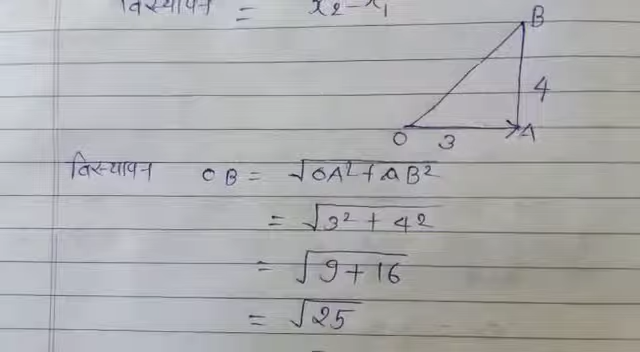 विस्थापन = x₂-x₁
B
4
O 3 A
विस्थापन OB = √OA²+AB²
= √3² + 4²
= √9+16
= √25